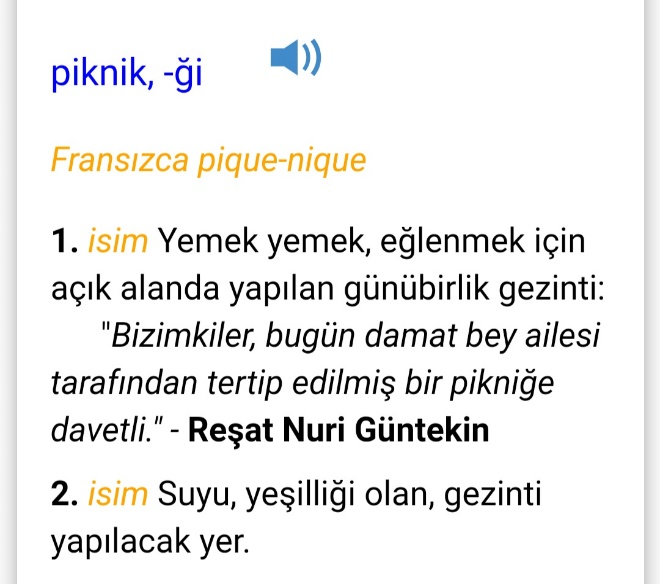 piknik, -ği
Fransızca pique-nique
1. isim Yemek yemek, eğlenmek için
açık alanda yapılan günübirlik gezinti:
"Bizimkiler, bugün damat bey ailesi
tarafından tertip edilmiş bir pikniğe
davetli." - Reşat Nuri Güntekin
2. isim Suyu, yeşilliği olan, gezinti
yapılacak yer.